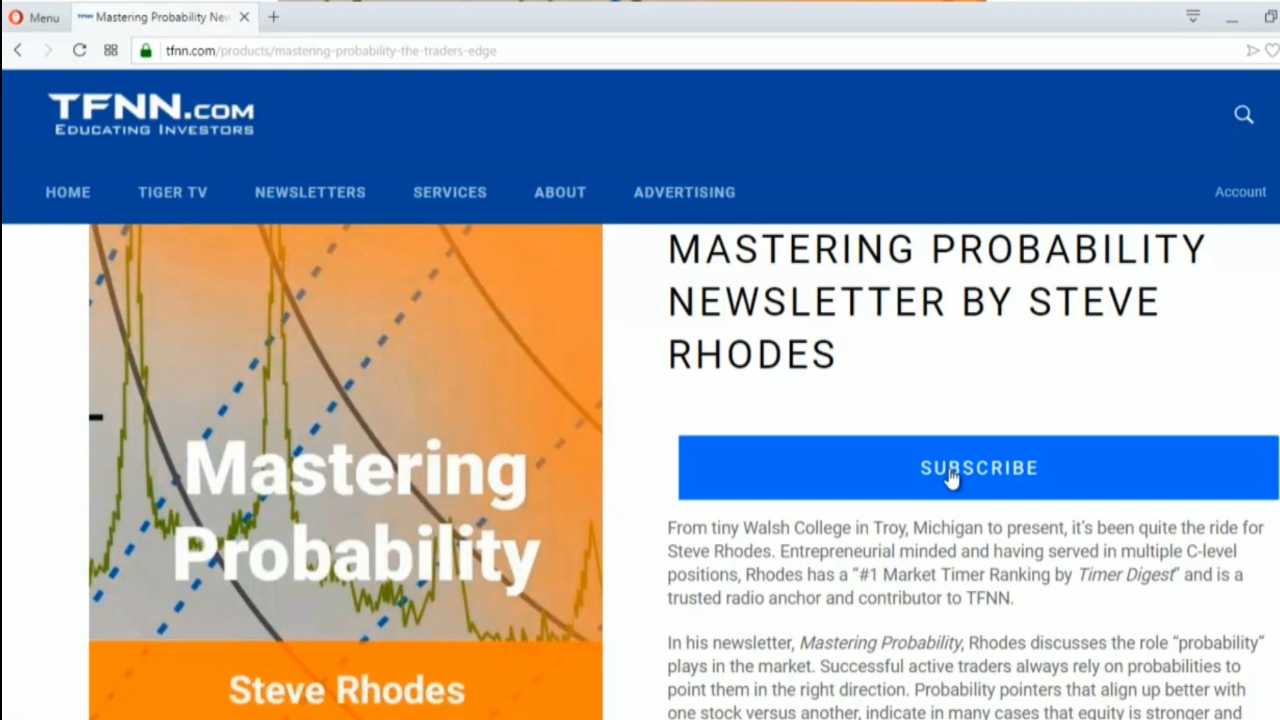 Menu
Mastering Probability New
tfnn.com/products/mastering-probability-the-traders-edge
TFNN.COM
EDUCATING INVESTORS
HOME TIGER TV NEWSLETTERS SERVICES ABOUT ADVERTISING Account
MASTERING PROBABILITY
NEWSLETTER BY STEVE
RHODES
Mastering
Probability
Steve Rhodes
SUBSCRIBE
From tiny Walsh College in Troy, Michigan to present, it's been quite the ride for
Steve Rhodes. Entrepreneurial minded and having served in multiple C-level
positions, Rhodes has a “#1 Market Timer Ranking by Timer Digest” and is a
trusted radio anchor and contributor to TFNN.
In his newsletter, Mastering Probability, Rhodes discusses the role “probability”
plays in the market. Successful active traders always rely on probabilities to
point them in the right direction. Probability pointers that align up better with
one stock versus another, indicate in many cases that equity is stronger and